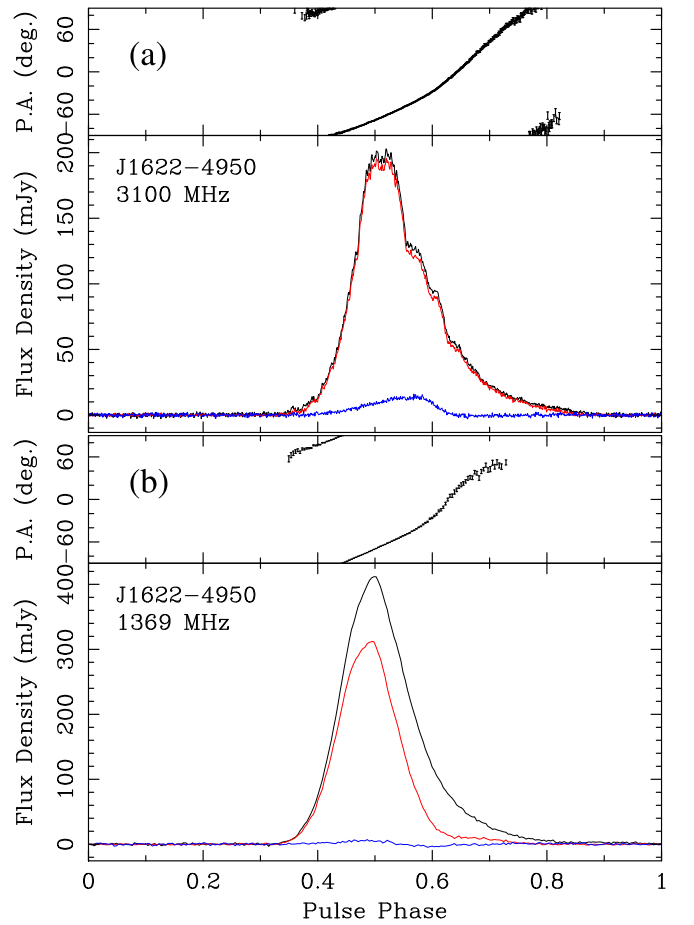 P.A. (deg.)
60
0
−60
(a)
Flux Density (mJy)
200
150
100
50
0
J1622−4950
3100 MHz
P.A. (deg.)
60
0
−60
(b)
Flux Density (mJy)
400
300
200
100
0
J1622−4950
1369 MHz
0 0.2 0.4 0.6 0.8 1
Pulse Phase